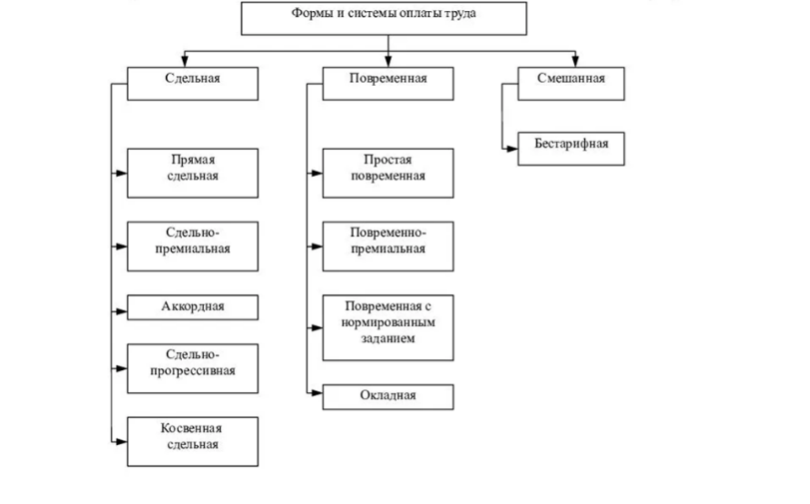 Формы и системы оплаты труда
Сдельная
Повременная
Смешанная
Прямая
сдельная
Простая
повременная
Бестарифная
Сдельно-
премиальная
Повременно-
премиальная
Аккордная
Повременная с
нормированным
заданием
Сдельно-
прогрессивная
Окладная
Косвенная
сдельная